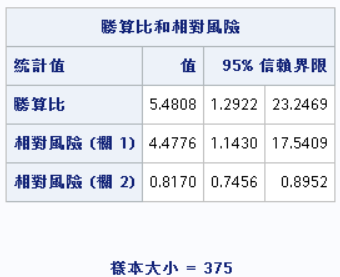 勝算比和相對風險
統計值 值 95% 信賴界限
勝算比 5.4808 1.2922 23.2469
相對風險 (欄 1) 4.4776 1.1430 17.5409
相對風險 (欄 2) 0.8170 0.7456 0.8952
樣本大小 = 375